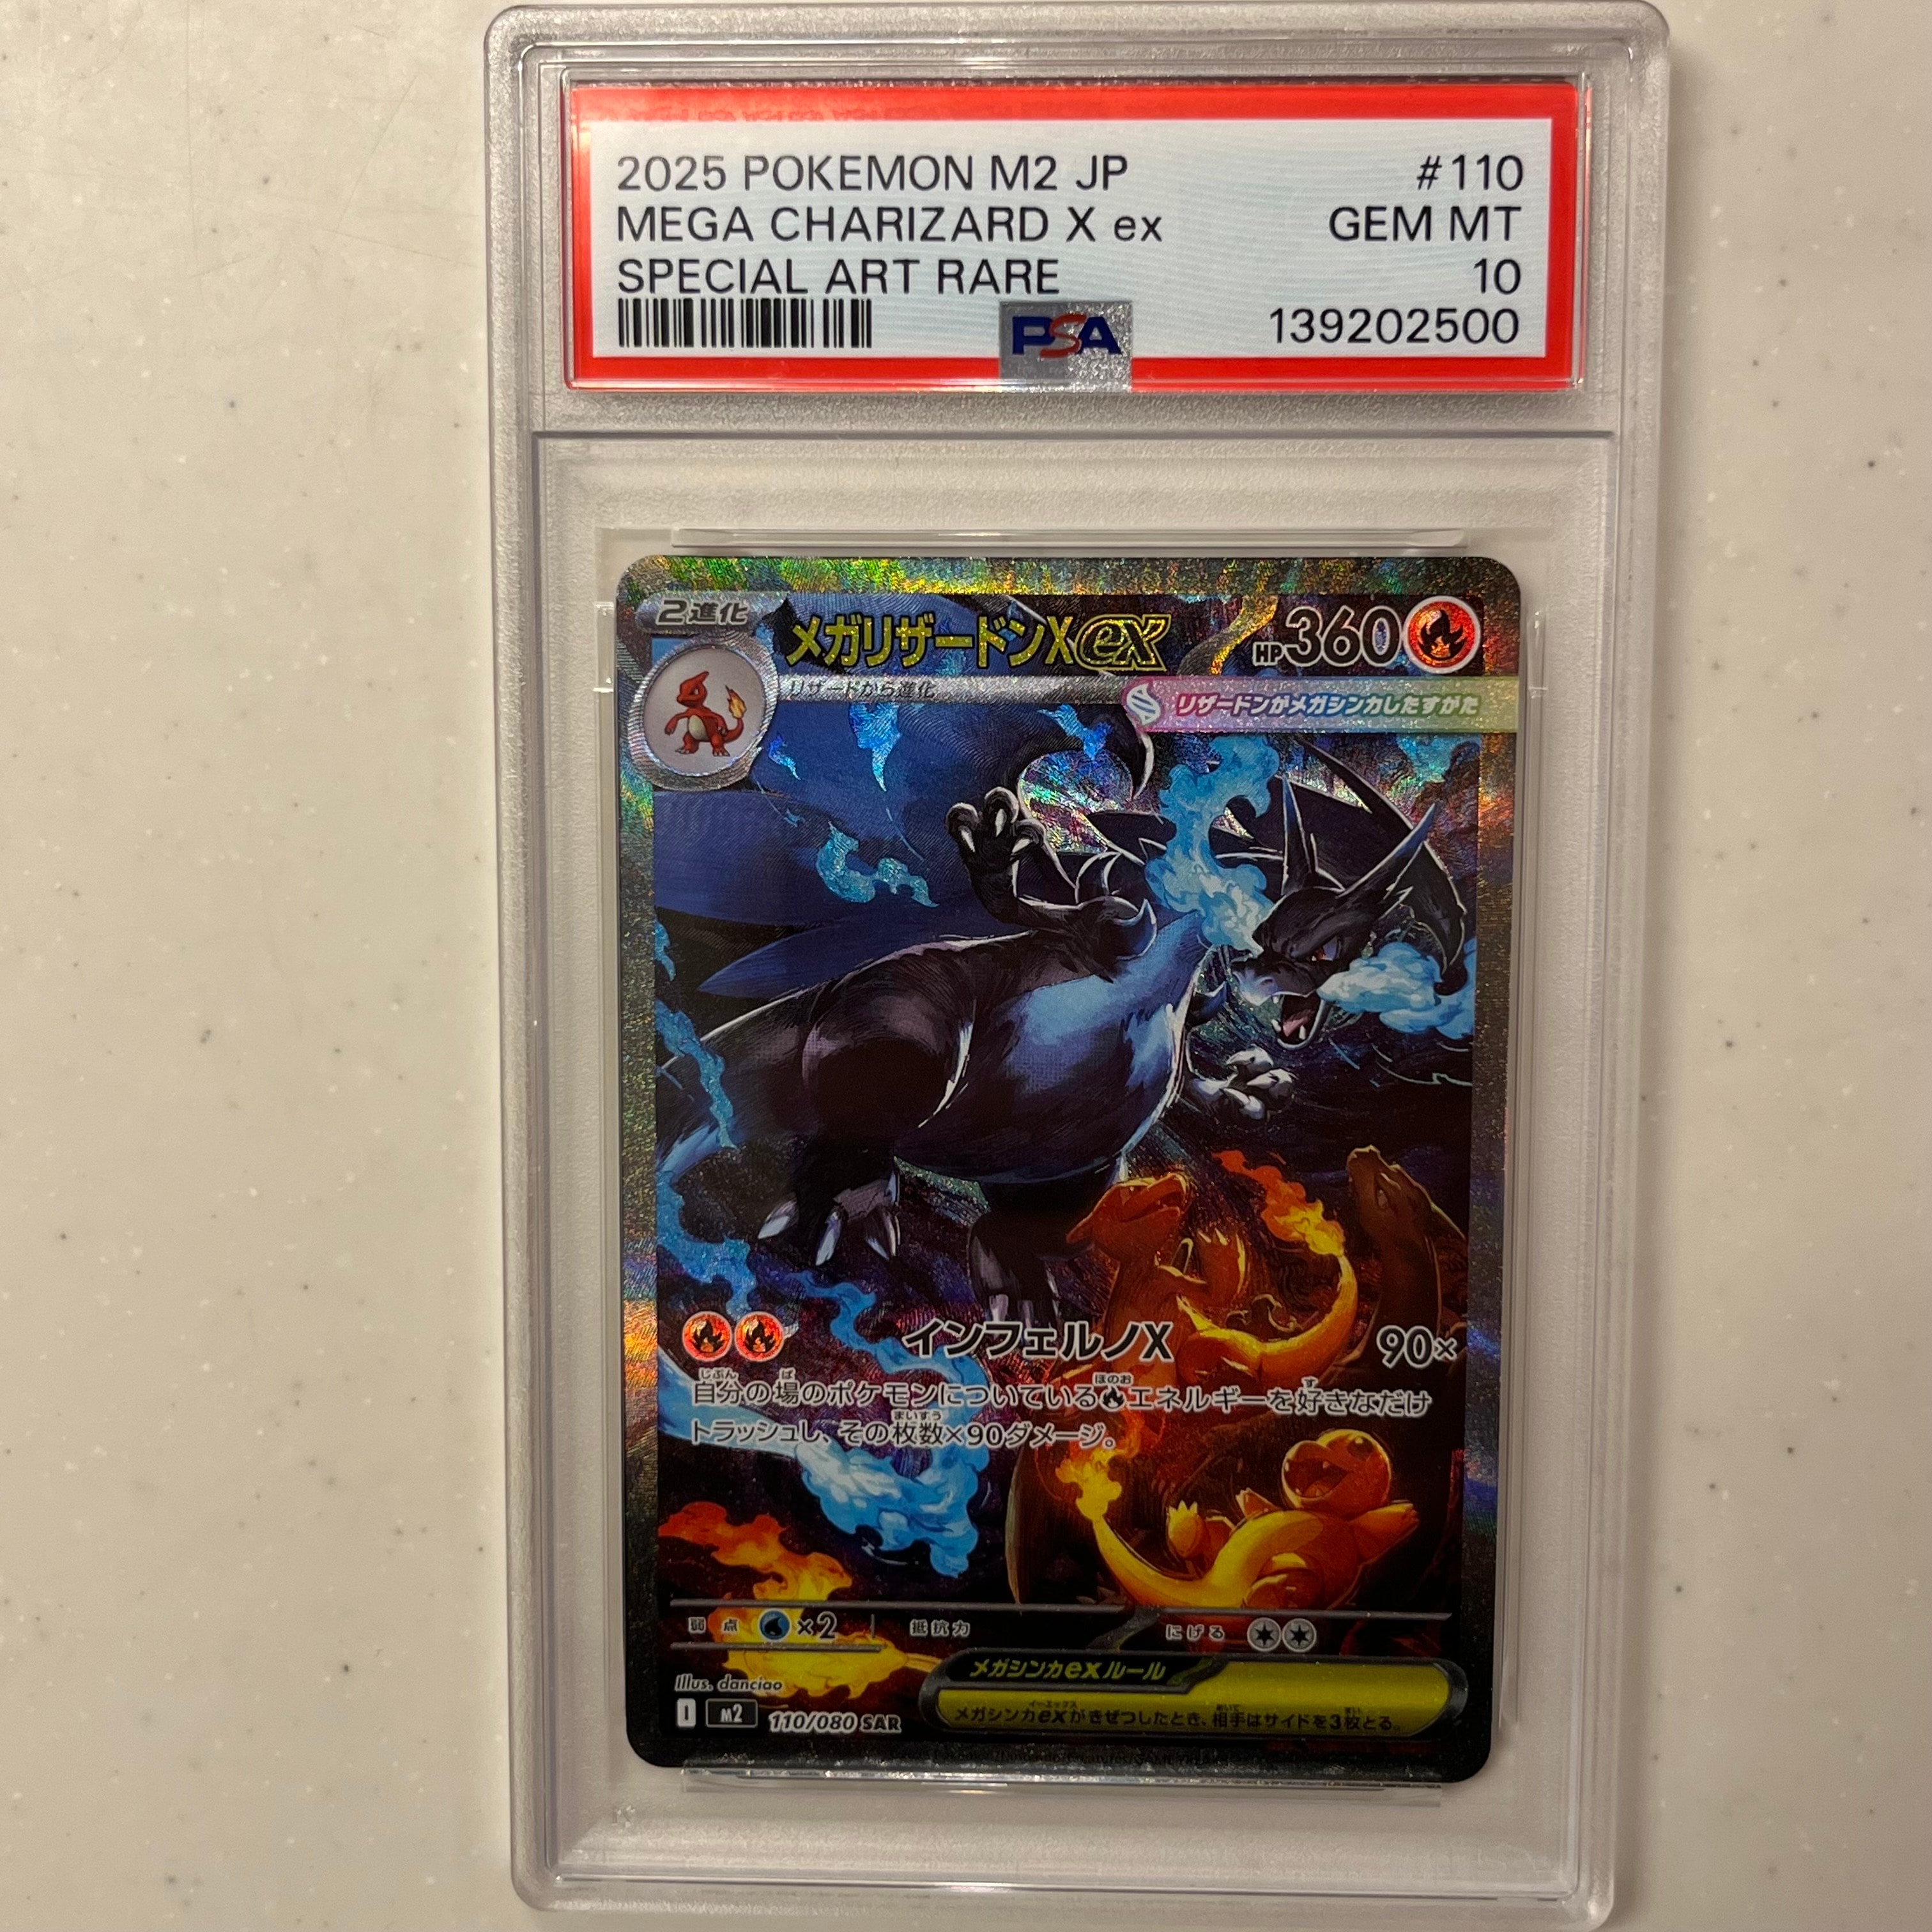 2025 POKEMON M2 JP #110
MEGA CHARIZARD X ex GEM MT
SPECIAL ART RARE 10
PSA 139202500
2進化 メガリザードンXex HP360
リザードから進化 リザードンがメガシンカしたすがた
インフェルノX 90×
自分の場のポケモンについているエネルギーを好きなだけ
トラッシュし、その枚数×90ダメージ。
弱点 ×2 抵抗力 にげる
メガシンカexルール
メガシンカexがきぜつしたとき、相手はサイドを3枚とる。
Illus. danciao
I M2 110/080 SAR